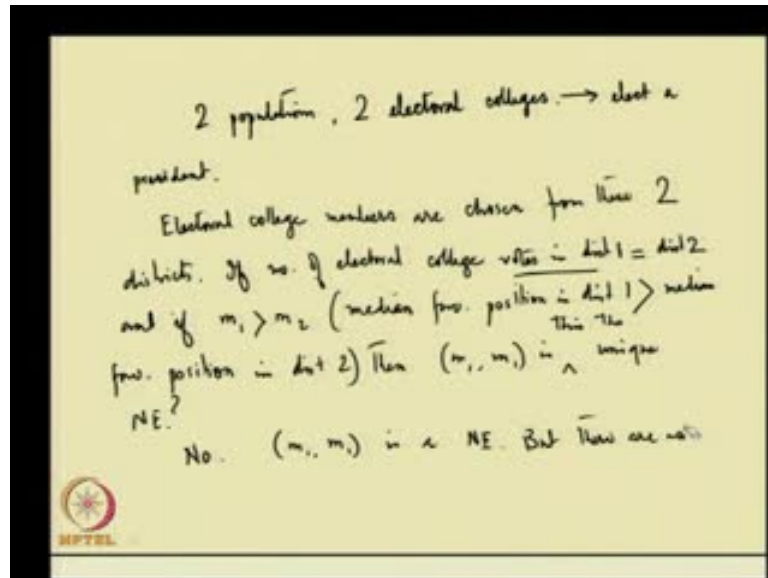 2 population, 2 electoral colleges. → elect a
president.
Electoral college members are chosen from these 2
districts. If no. of electoral college votes in dist 1 = dist 2
and if m₁ > m₂ (median fav. position in dist 1 > median
fav. position in dist 2) Then (m₁, m₁) is ^ this the unique
NE?
No. (m₁, m₁) is a NE. But there are
NPTEL